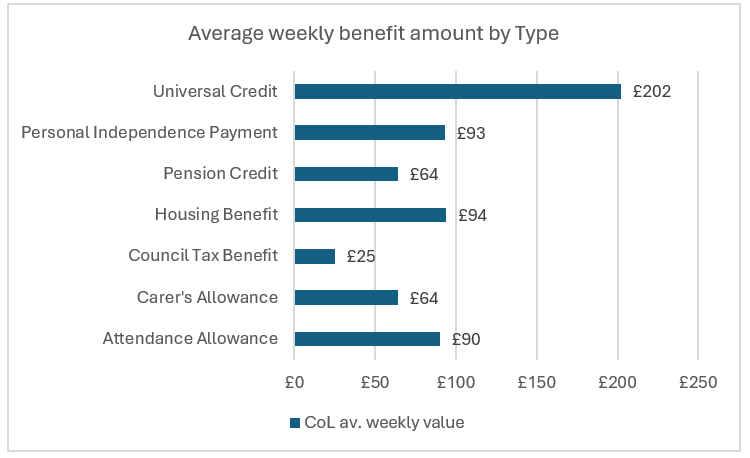 Average weekly benefit amount by Type
Universal Credit £202
Personal Independence Payment £93
Pension Credit £64
Housing Benefit £94
Council Tax Benefit £25
Carer's Allowance £64
Attendance Allowance £90
£0 £50 £100 £150 £200 £250
CoL av. weekly value